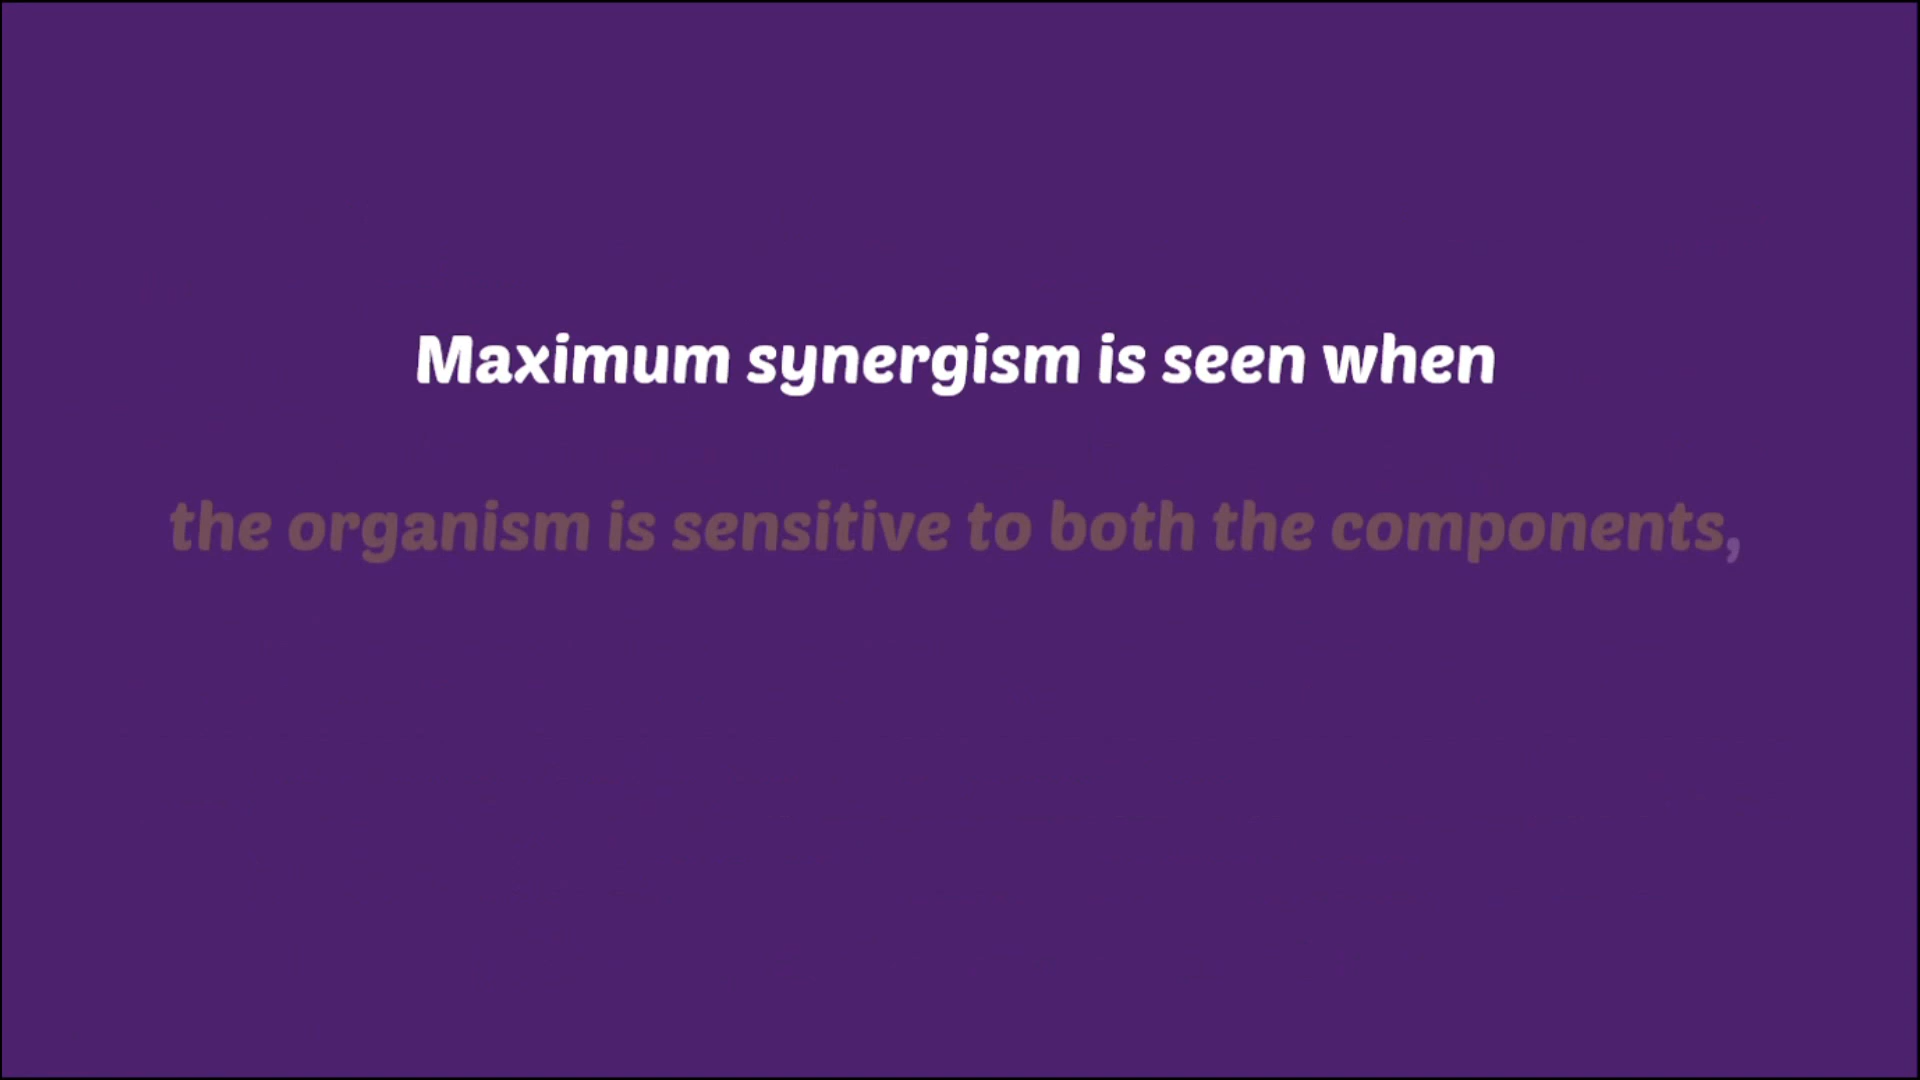 Maximum synergism is seen when
the organism is sensitive to both the components,